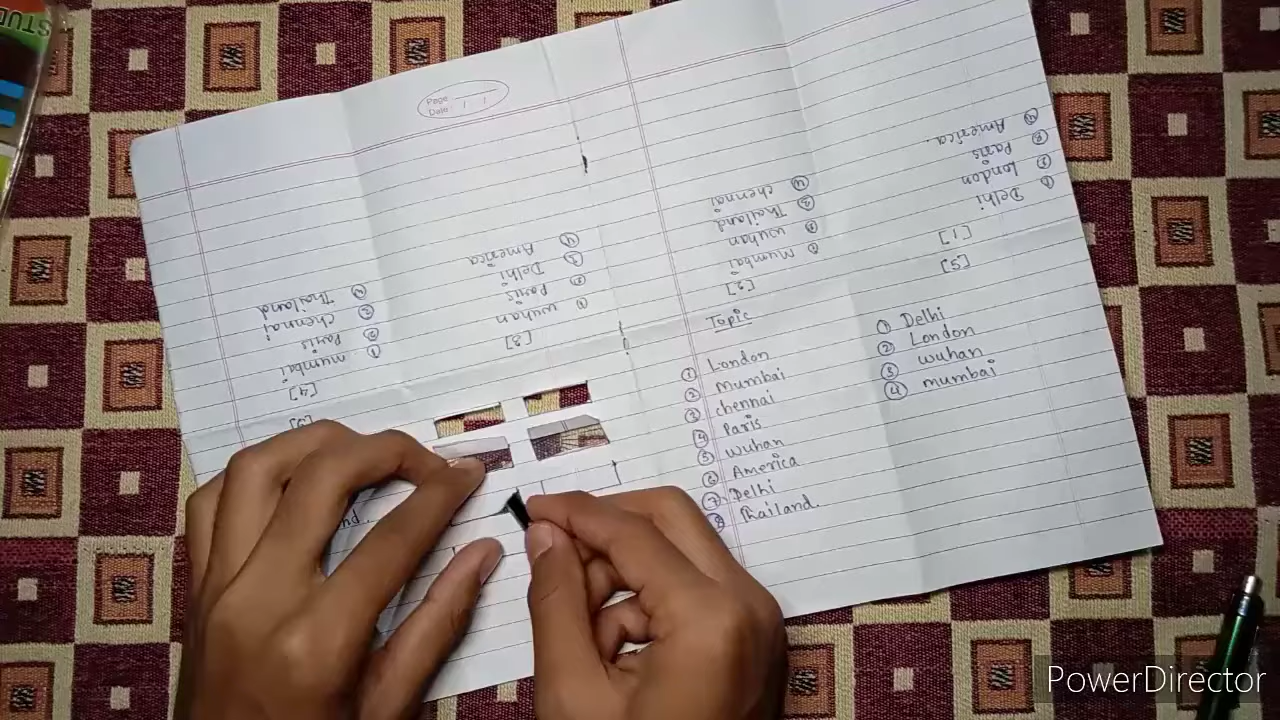 STUD
Page
Date
[1]
① Delhi
② London
③ Paris
④ America.
[2]
① Mumbai
② Wuhan
③ Thailand
④ chennai
[3]
① wuhan
② Paris
③ Delhi
④ America
[4]
① mumbai
② Paris
③ chennai
④ Thailand
Topic
① London
② Mumbai
③ chennai
④ Paris
⑤ wuhan
⑥ America
⑦ Delhi
⑧ Thailand.
[5]
① Delhi
② London
③ wuhan
④ mumbai
nd.
PowerDirector